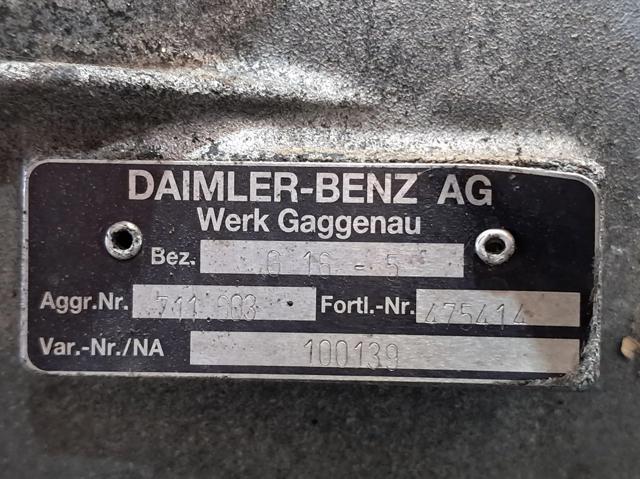 DAIMLER-BENZ AG
Werk Gaggenau
Bez. G 16 - 5
Aggr.Nr. 711.603 Fortl.-Nr. 475414
Var.-Nr./NA 100139